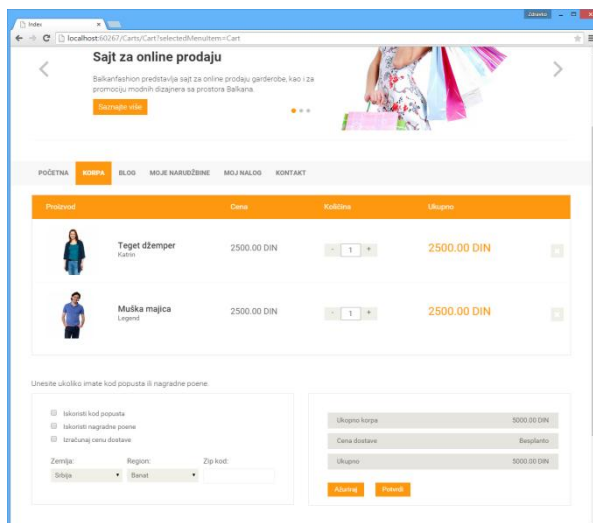 Index
localhost:60267/Carts/Cart?selectedMenuItem=Cart
Sajt za online prodaju
Balkanfashion predstavlja sajt za online prodaju garderobe, kao i za
promociju modnih dizajnera sa prostora Balkana.
Saznajte više
POČETNA KORPA BLOG MOJE NARUDŽBINE MOJ NALOG KONTAKT
Proizvod Cena Količina Ukupno
Teget džemper 2500.00 DIN - 1 + 2500.00 DIN
Katrin
Muška majica 2500.00 DIN - 1 + 2500.00 DIN
Legend
Unesite ukoliko imate kod popusta ili nagradne poene.
Iskoristi kod popusta
Iskoristi nagradne poene
Izračunaj cenu dostave
Zemlja: Region: Zip kod:
Srbija Banat
Ukupno korpa 5000.00 DIN
Cena dostave Besplanto
Ukupno 5000.00 DIN
Ažuriraj Potvrdi